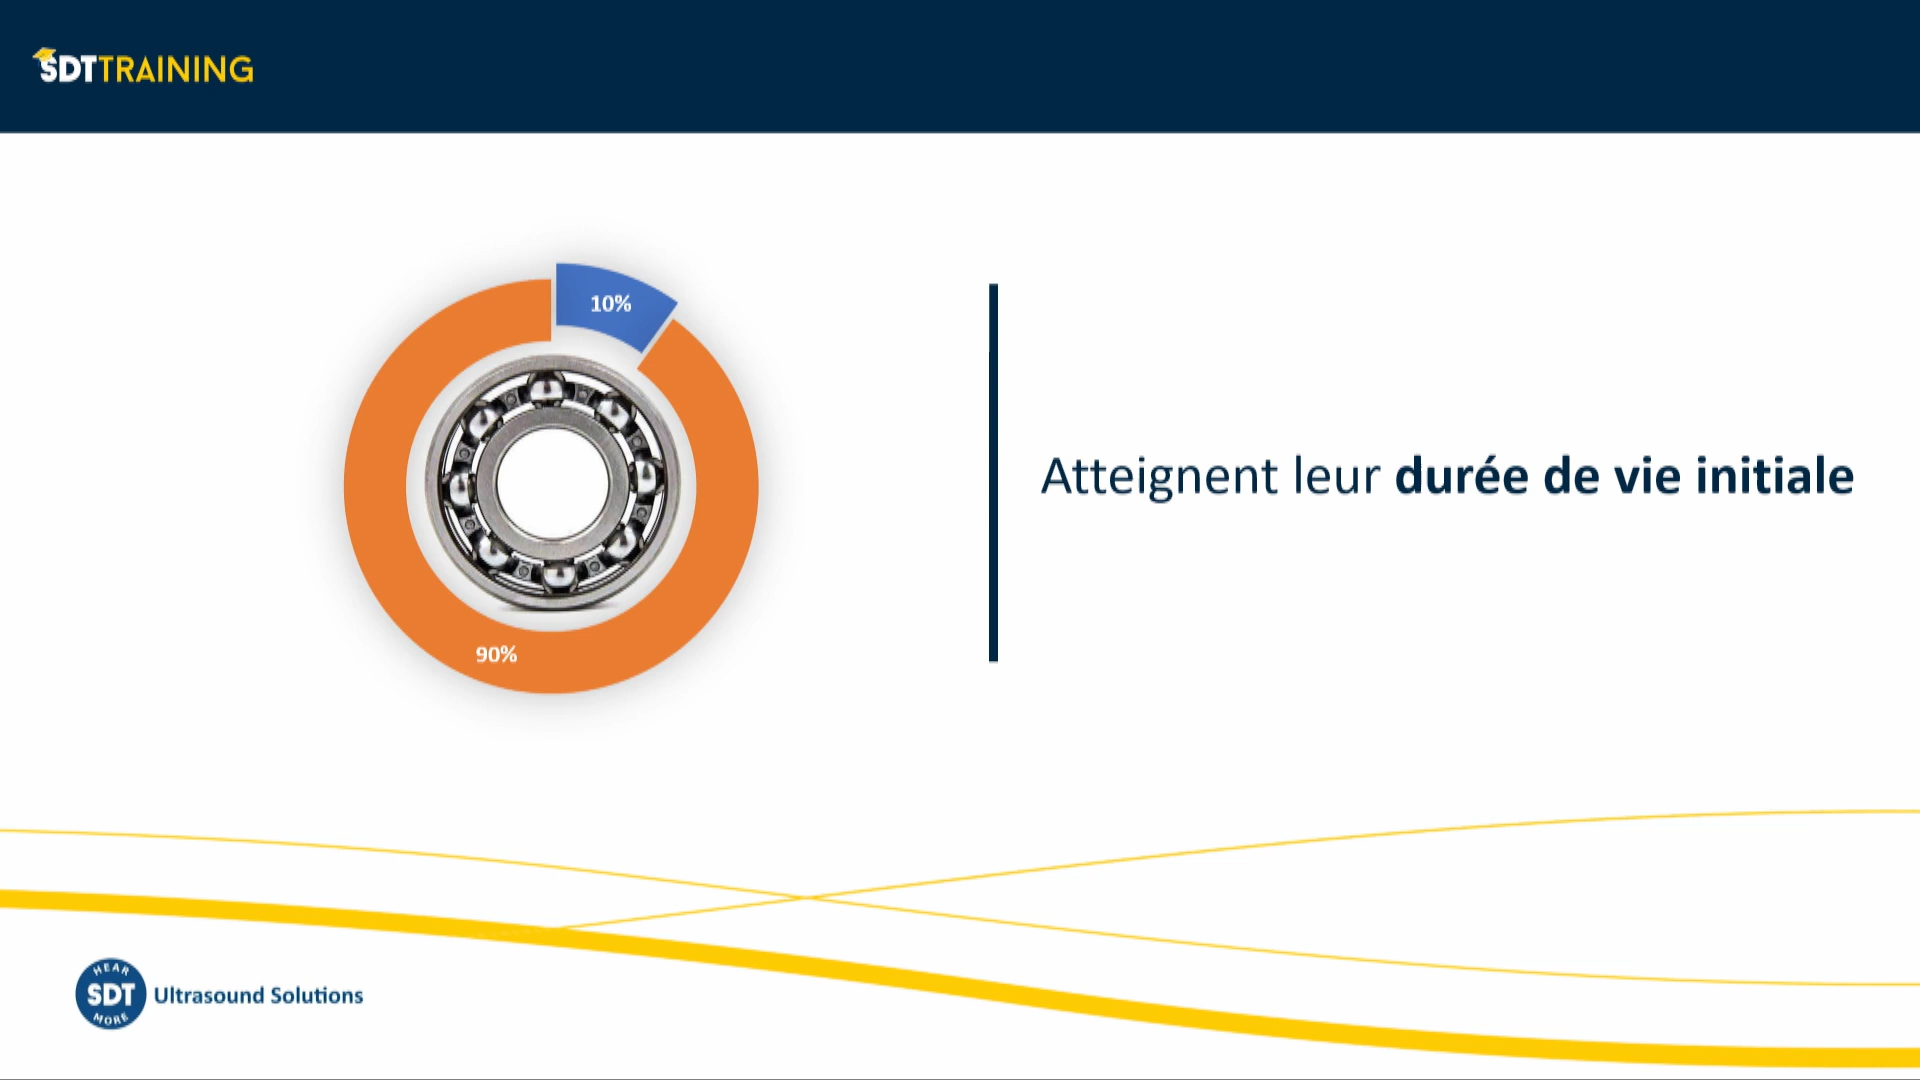 SDTTRAINING
10%
90%
Atteignent leur durée de vie initiale
HEAR
SDT
MORE
Ultrasound Solutions